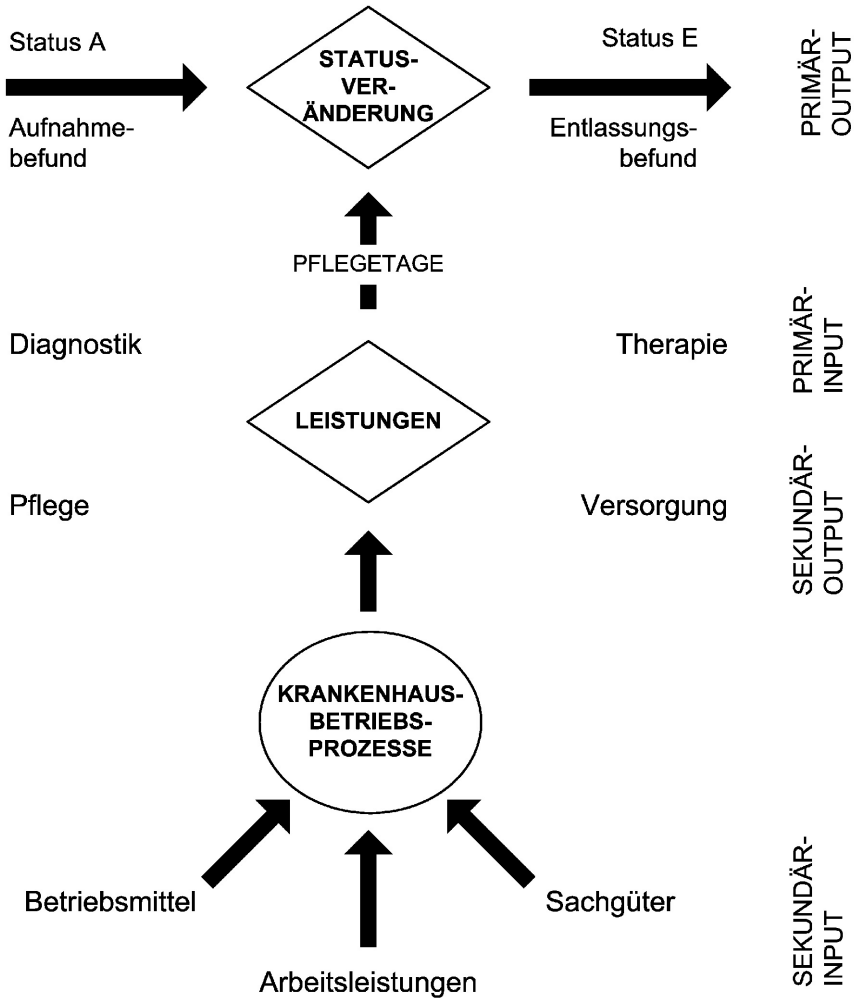 Status A
STATUS-
VER-
ÄNDERUNG
Status E
Aufnahme-
befund
Entlassungs-
befund
PRIMÄR-
OUTPUT
PFLEGETAGE
Diagnostik
Therapie
PRIMÄR-
INPUT
LEISTUNGEN
Pflege
Versorgung
SEKUNDÄR-
OUTPUT
KRANKENHAUS-
BETRIEBS-
PROZESSE
Betriebsmittel
Sachgüter
Arbeitsleistungen
SEKUNDÄR-
INPUT